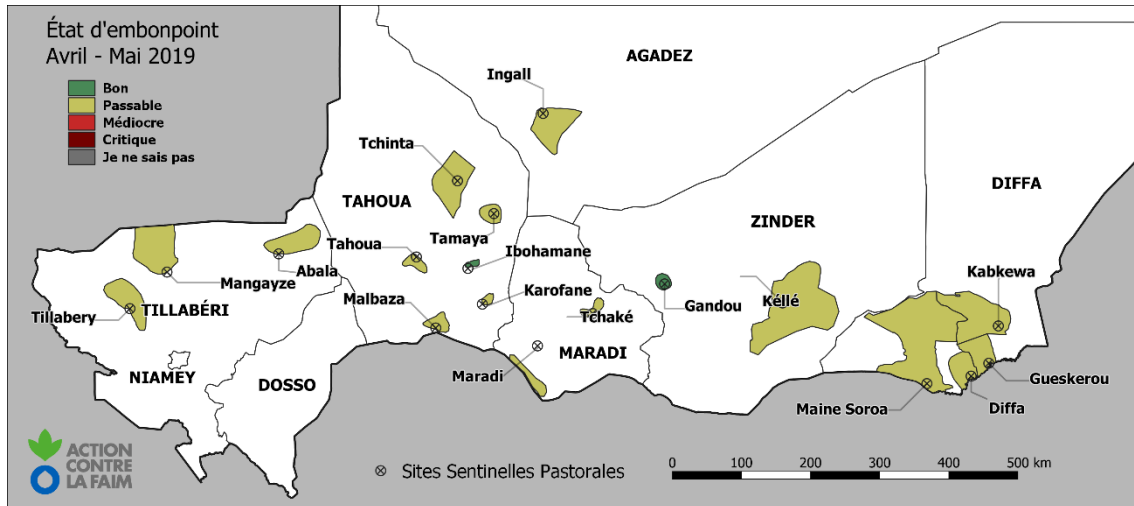 État d'embonpoint
Avril - Mai 2019
Bon
Passable
Médiocre
Critique
Je ne sais pas
AGADEZ
Ingall
Tchinta
DIFFA
TAHOUA
ZINDER
Tamaya
Tahoua
Ibohamane
Abala
Kabkewa
Mangayze
Karofane
Gandou
Kéllé
Malbaza
TILLABÉRI
Tillabery
Tchaké
MARADI
Maradi
NIAMEY
DOSSO
Gueskerou
Maine Soroa
Diffa
ACTION
CONTRE
LA FAIM
Sites Sentinelles Pastorales
0 100 200 300 400 500 km